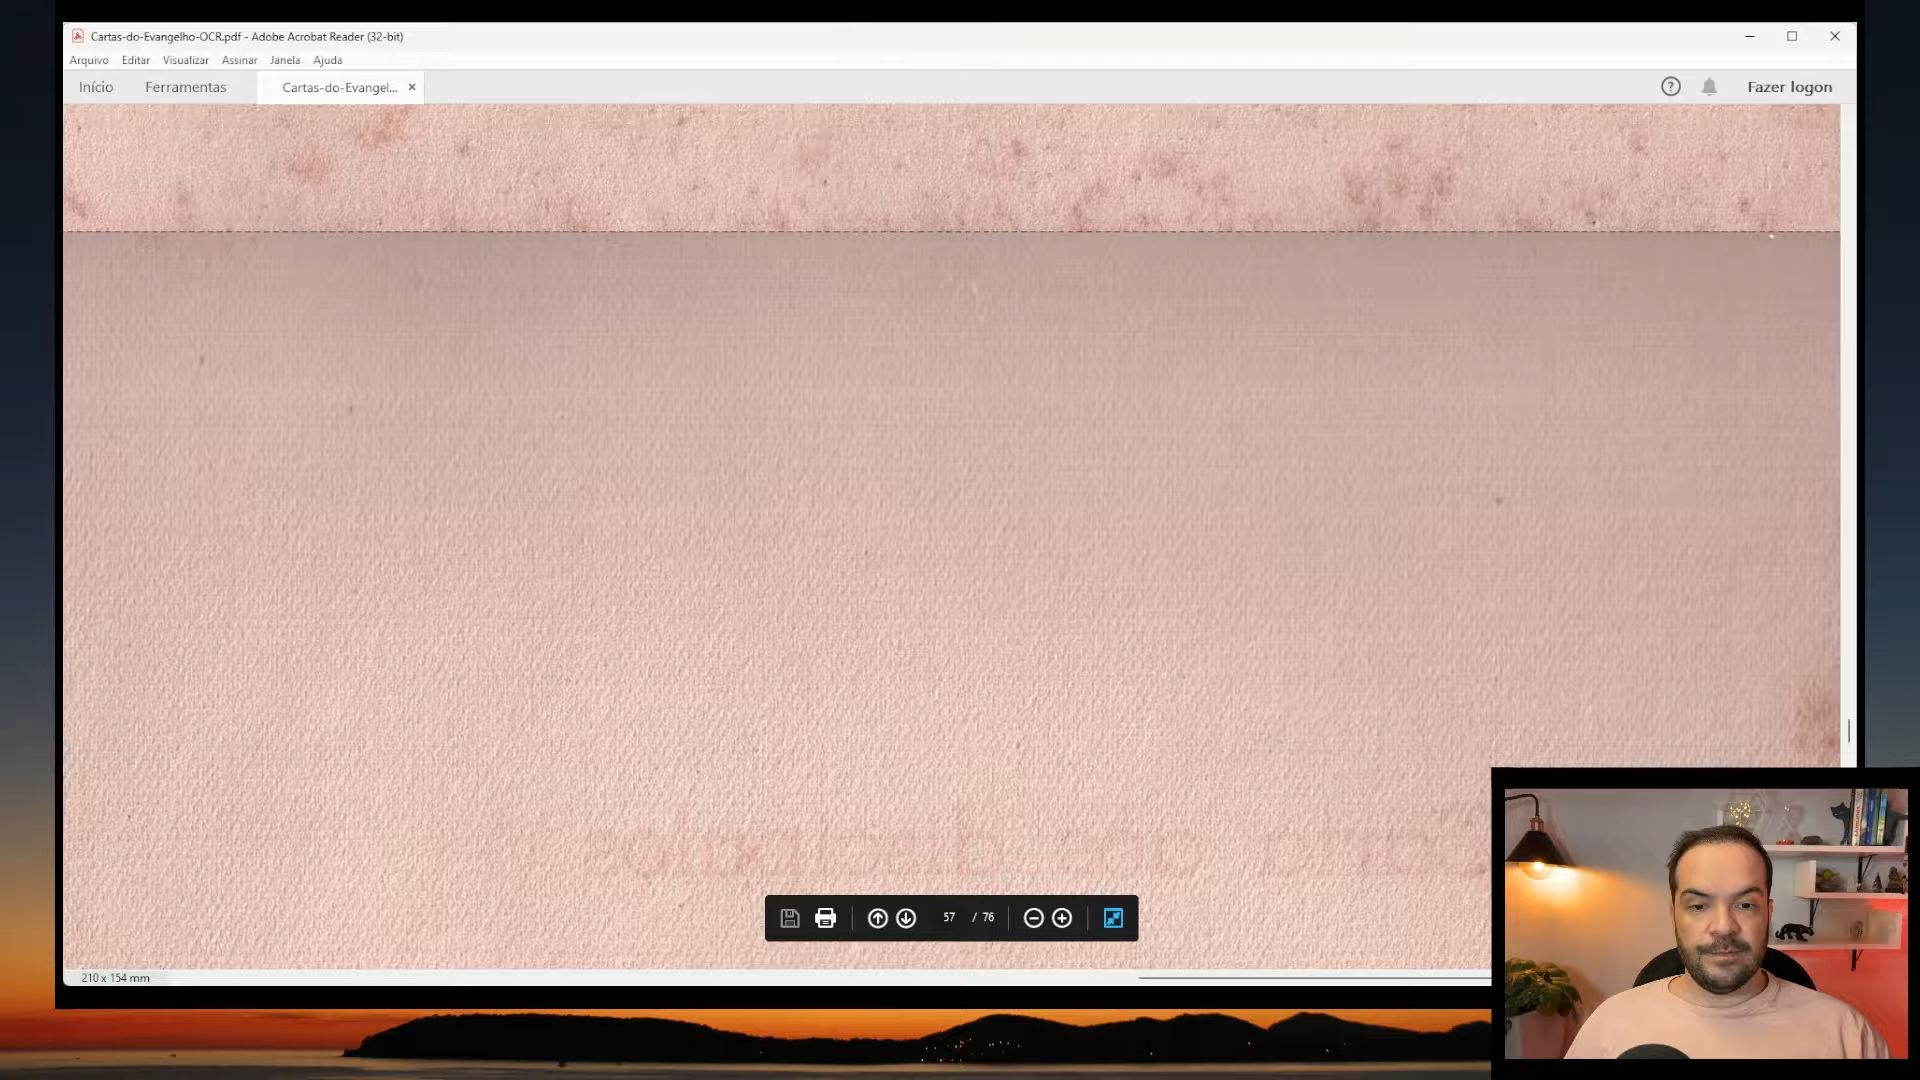 Cartas-do-Evangelho-OCR.pdf - Adobe Acrobat Reader (32-bit)
Arquivo Editar Visualizar Assinar Janela Ajuda
Início Ferramentas Cartas-do-Evangel... × ? Fazer logon
57 / 76
210 x 154 mm